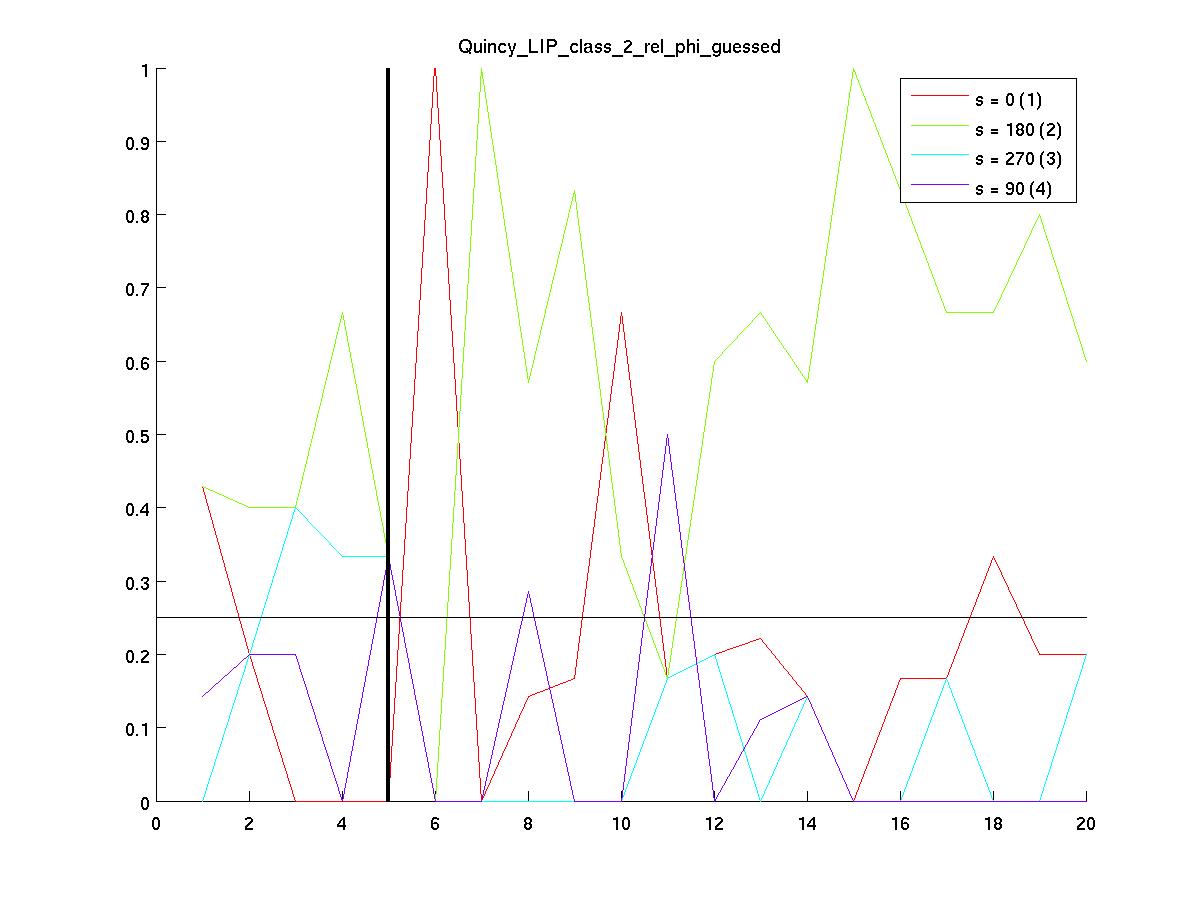 Quincy_LIP_class_2_rel_phi_guessed
1
0.9
0.8
0.7
0.6
0.5
0.4
0.3
0.2
0.1
0
s = 0 (1)
s = 180 (2)
s = 270 (3)
s = 90 (4)
0 2 4 6 8 10 12 14 16 18 20